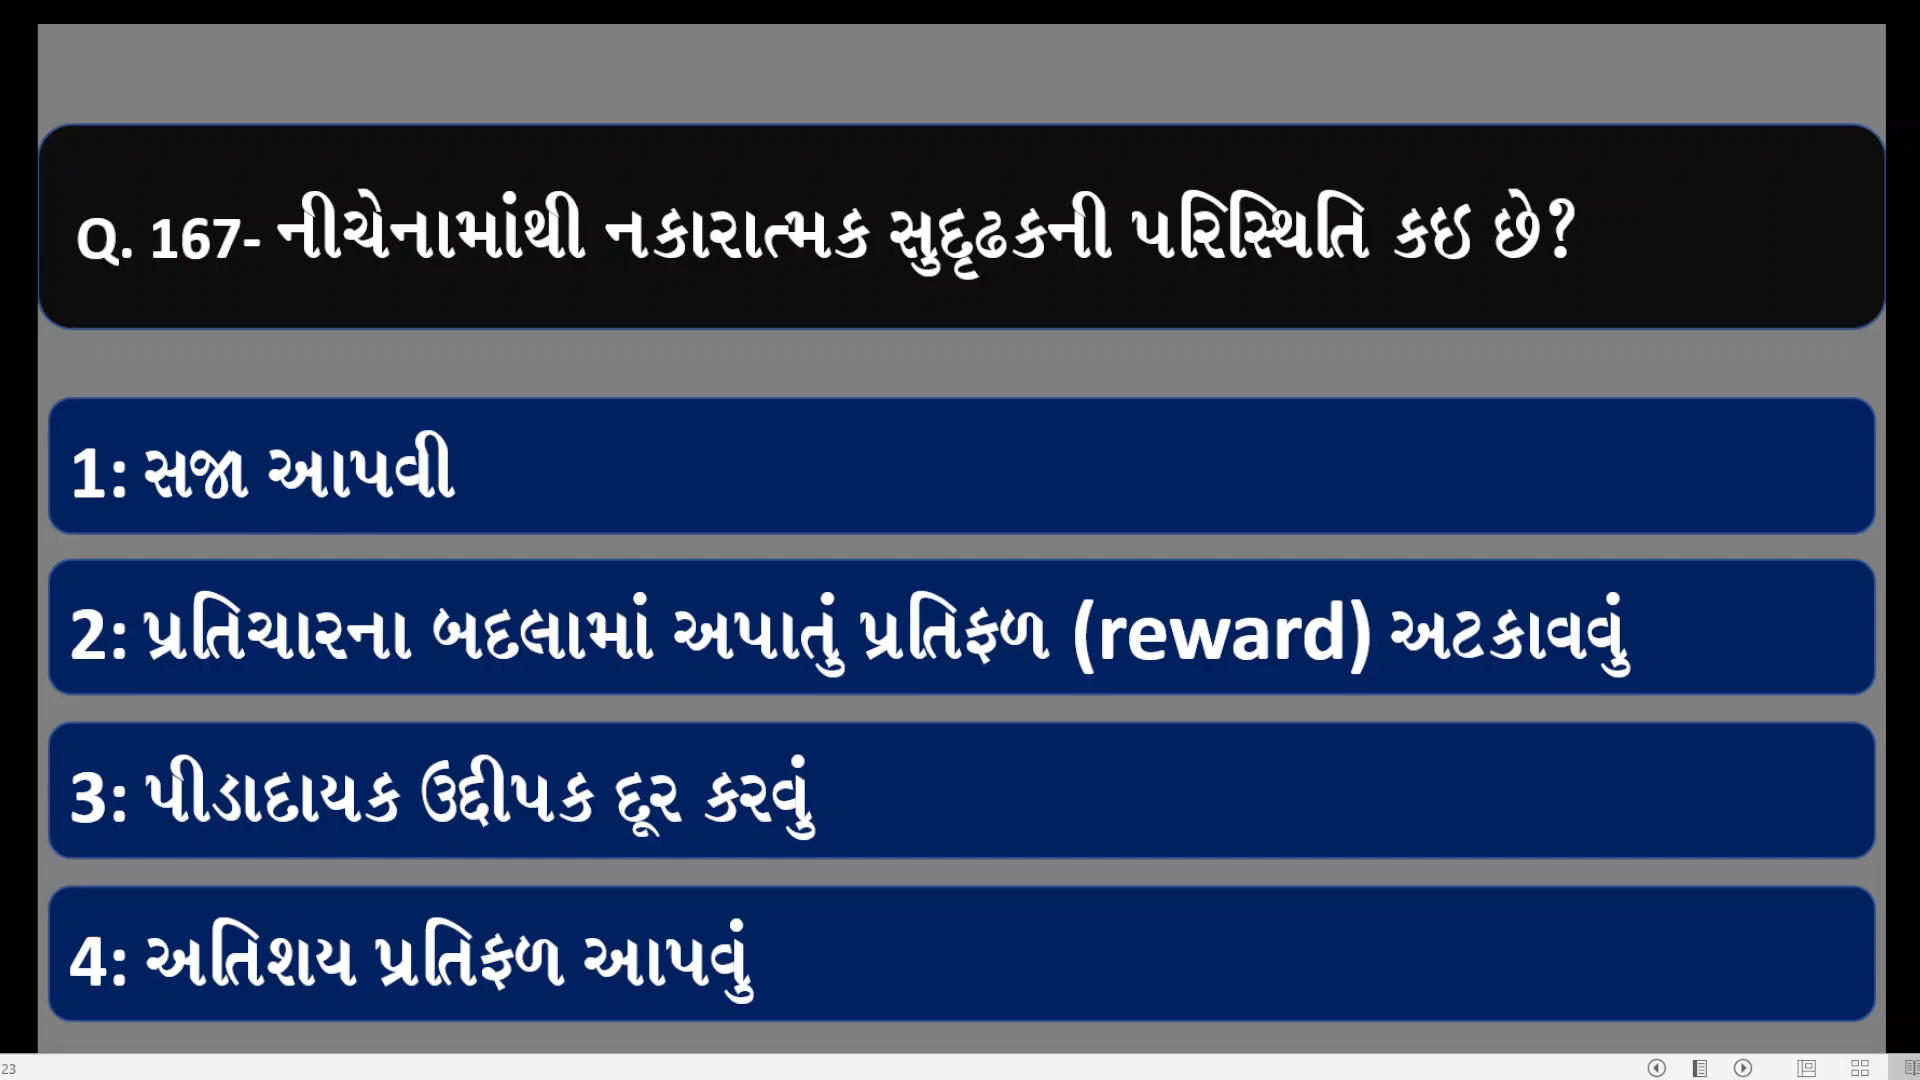 Q. 167- નીચેનામાંથી નકારાત્મક સુદૃઢકની પરિસ્થિતિ કઇ છે?
1: સજા આપવી
2: પ્રતિચારના બદલામાં અપાતું પ્રતિફળ (reward) અટકાવવું
3: પીડાદાયક ઉદ્દીપક દૂર કરવું
4: અતિશય પ્રતિફળ આપવું
23